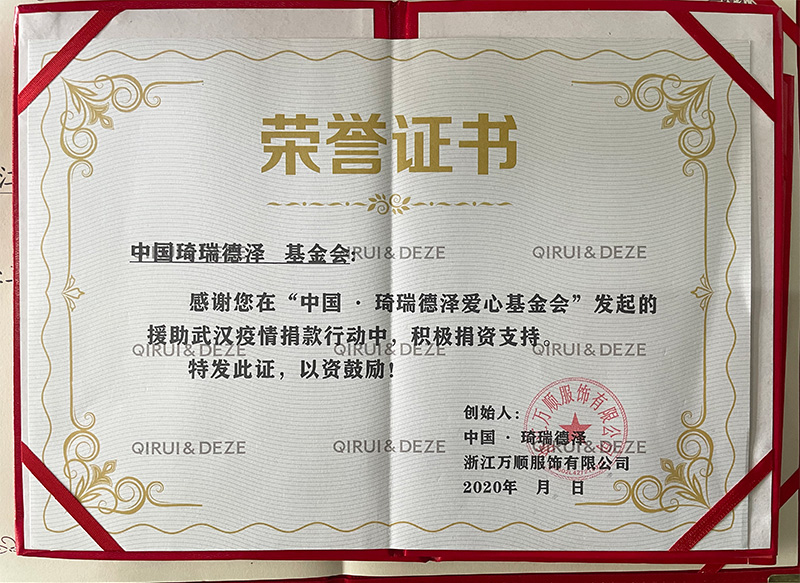 荣誉证书
中国琦瑞德泽 基金会:
QIRUI & DEZE QIRUI & DEZE
感谢您在“中国·琦瑞德泽爱心基金会”发起的
援助武汉疫情捐款行动中，积极捐资支持。
QIRUI & DEZE QIRUI & DEZE QIRUI & DEZE
特发此证，以资鼓励！
创始人：
万顺服饰有限公司
中国·琦瑞德泽
QIRUI & DEZE QIRUI & DEZE QIRUI & DEZE
浙江万顺服饰有限公司
2020年 月 日